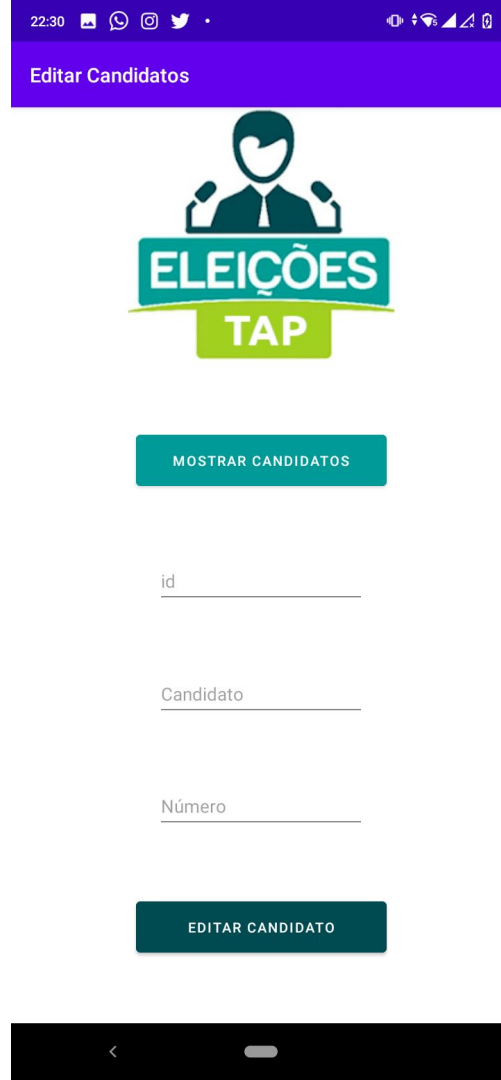 22:30
Editar Candidatos
ELEIÇÕES
TAP
MOSTRAR CANDIDATOS
id
Candidato
Número
EDITAR CANDIDATO